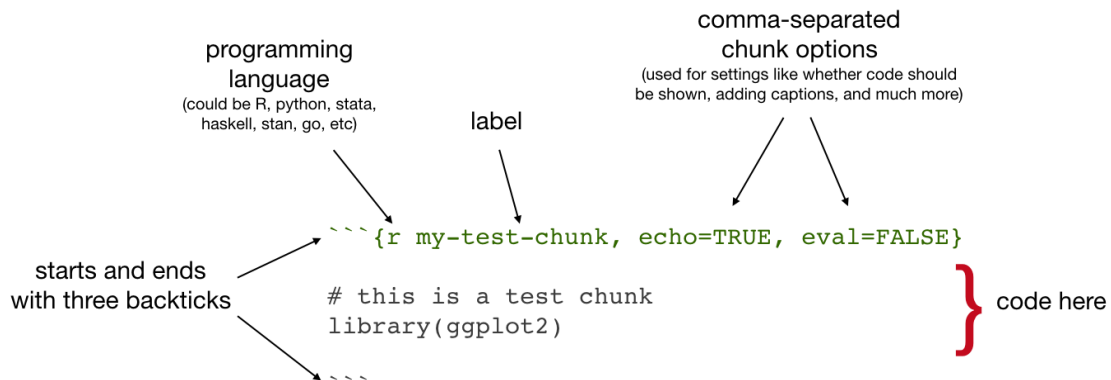 programming
language
(could be R, python, stata,
haskell, stan, go, etc)
label
comma-separated
chunk options
(used for settings like whether code should
be shown, adding captions, and much more)
```{r my-test-chunk, echo=TRUE, eval=FALSE}
starts and ends
with three backticks
# this is a test chunk
library(ggplot2)
code here
```